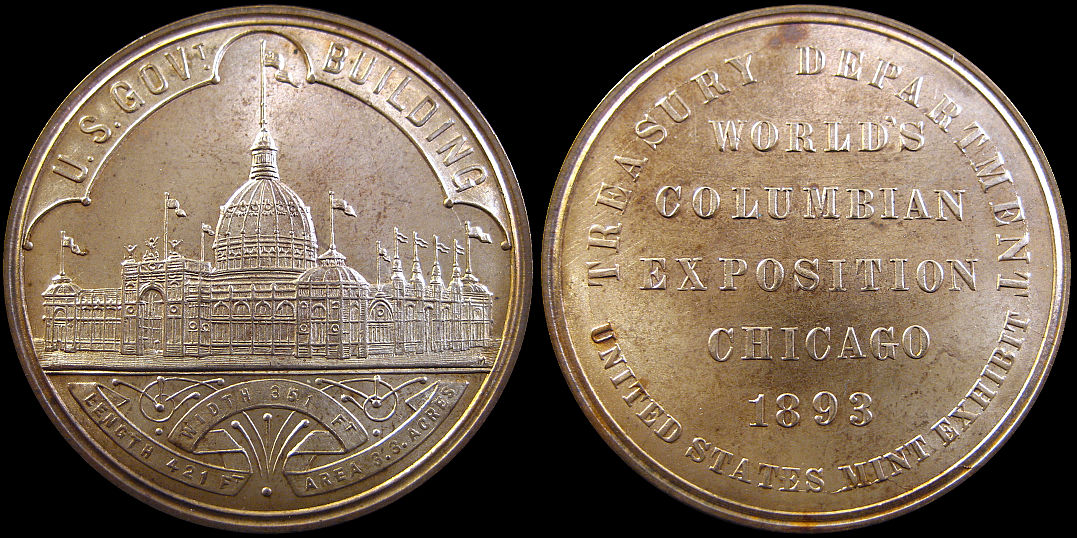 U. S. GOVT BUILDING
WIDTH 351 FT
LENGTH 421 FT AREA 3.3. ACRES
TREASURY DEPARTMENT
WORLD'S
COLUMBIAN
EXPOSITION
CHICAGO
1893
UNITED STATES MINT EXHIBIT